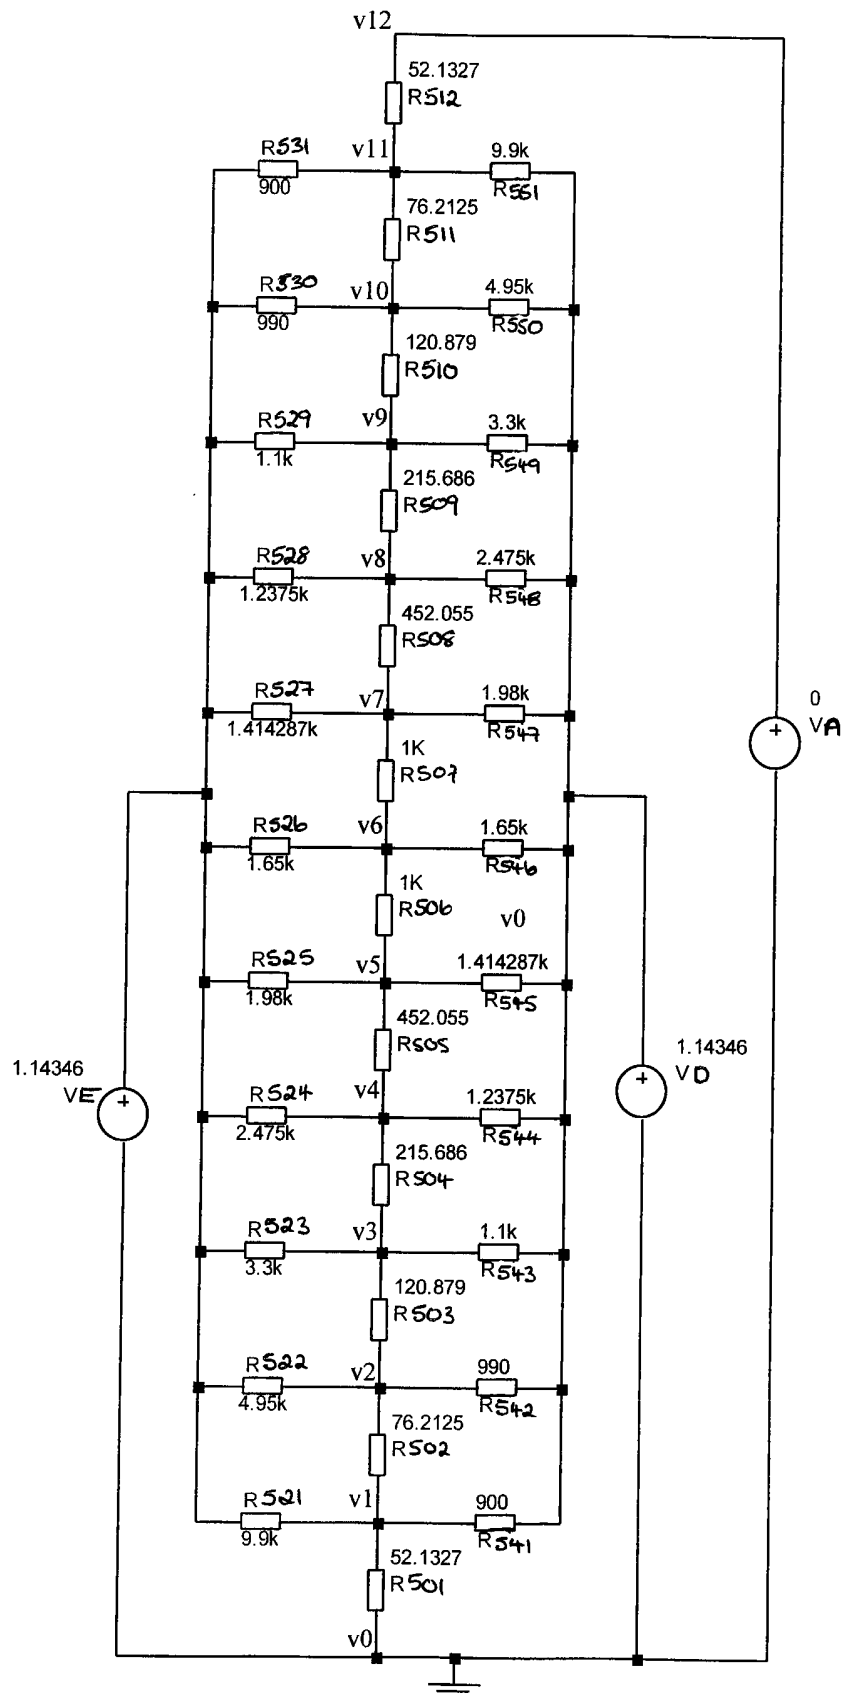 v12
52.1327
R512
R531
v11
9.9k
900
R551
76.2125
R511
R530
v10
4.95k
990
R550
120.879
R510
R529
v9
3.3k
1.1k
R549
215.686
R509
R528
v8
2.475k
1.2375k
R548
452.055
R508
R527
v7
1.98k
1.414287k
R547
0
VA
1K
R507
R526
v6
1.65k
1.65k
R546
1K
R506
v0
R525
v5
1.414287k
1.98k
R545
452.055
R505
1.14346
VE
1.14346
VD
R524
v4
1.2375k
2.475k
R544
215.686
R504
R523
v3
1.1k
3.3k
R543
120.879
R503
R522
v2
990
4.95k
R542
76.2125
R502
R521
v1
900
9.9k
R541
52.1327
R501
v0